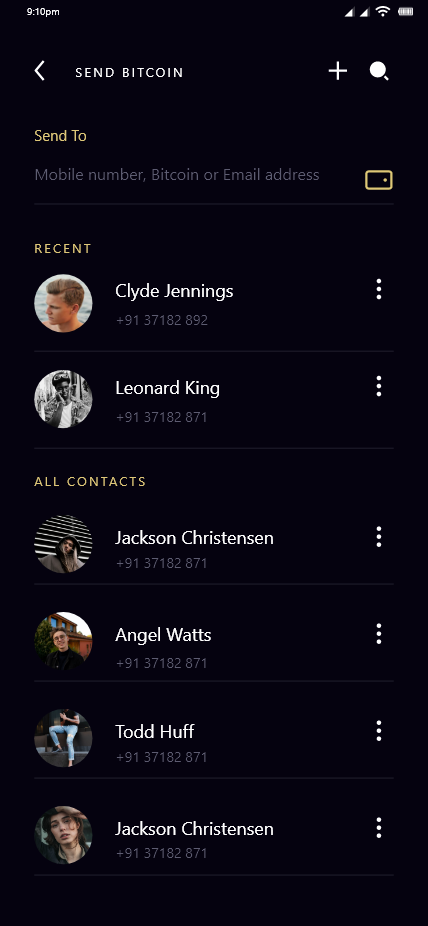 9:10pm
SEND BITCOIN
Send To
Mobile number, Bitcoin or Email address
RECENT
Clyde Jennings
+91 37182 892
Leonard King
+91 37182 871
ALL CONTACTS
Jackson Christensen
+91 37182 871
Angel Watts
+91 37182 871
Todd Huff
+91 37182 871
Jackson Christensen
+91 37182 871